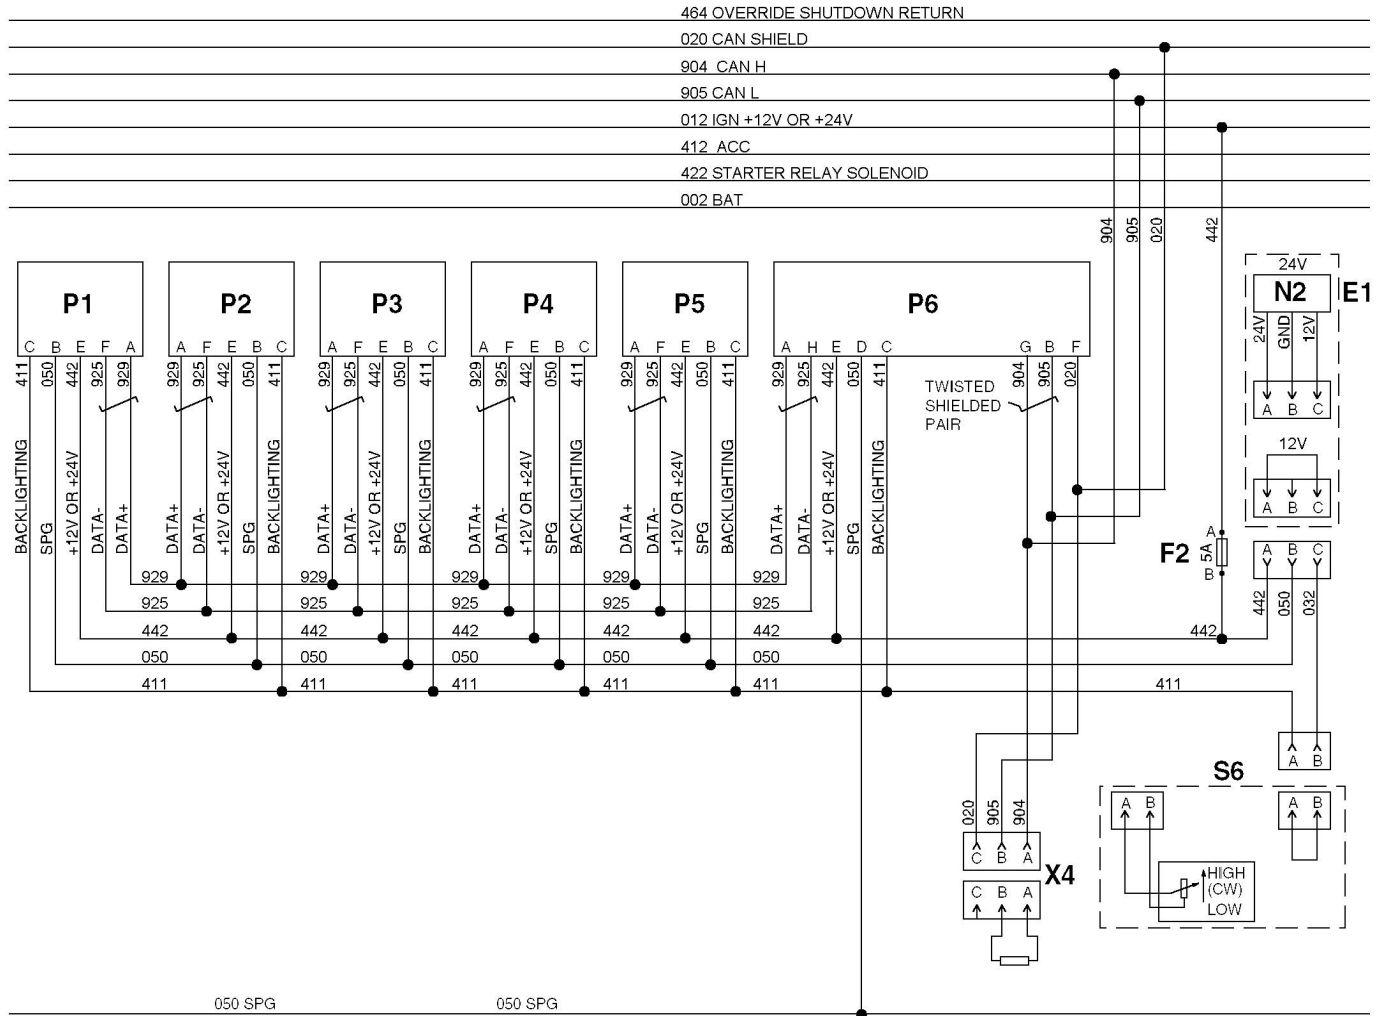 464 OVERRIDE SHUTDOWN RETURN
020 CAN SHIELD
904 CAN H
905 CAN L
012 IGN +12V OR +24V
412 ACC
422 STARTER RELAY SOLENOID
002 BAT
904 905 020 442
24V
P1 P2 P3 P4 P5 P6 N2 E1
24V GND 12V
C B E F A A F E B C A F E B C A F E B C A F E B C A H E D C G B F
411 050 442 925 929 929 925 442 050 411 929 925 442 050 411 929 925 442 050 411 929 925 442 050 411 929 925 442 050 411 904 905 020
TWISTED
SHIELDED
PAIR
A B C
12V
A B C
BACKLIGHTING SPG +12V OR +24V DATA- DATA+ DATA+ DATA- +12V OR +24V SPG BACKLIGHTING DATA+ DATA- +12V OR +24V SPG BACKLIGHTING DATA+ DATA- +12V OR +24V SPG BACKLIGHTING DATA+ DATA- +12V OR +24V SPG BACKLIGHTING DATA+ DATA- +12V OR +24V SPG BACKLIGHTING
A
F2 5A
B
A B C
442 050 032
929 929 929 929 929
925 925 925 925 925
442 442 442 442 442 442
050 050 050 050 050
411 411 411 411 411 411
A B
S6
020 905 904
A B A B
C B A
X4
C B A
HIGH
(CW)
LOW
050 SPG 050 SPG